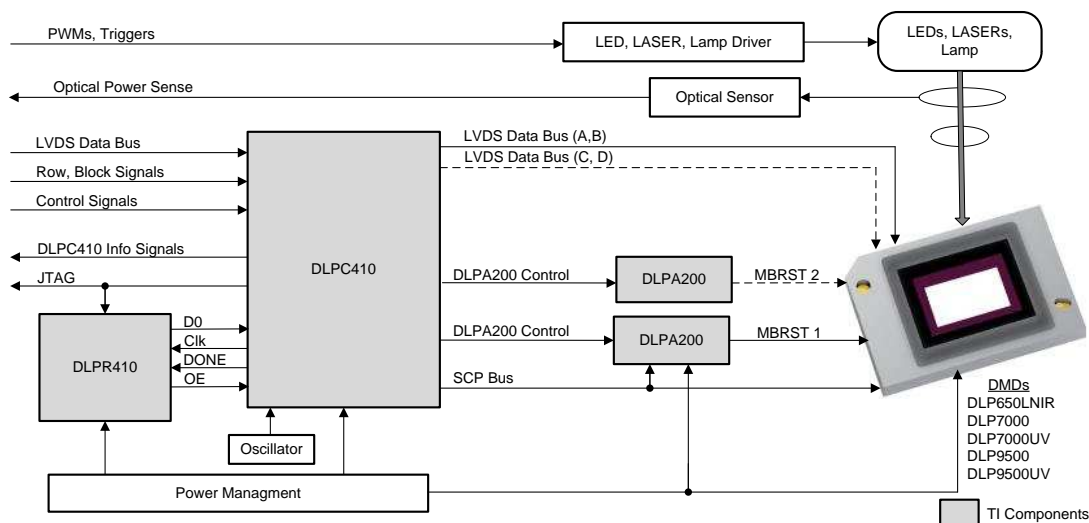 PWMs, Triggers
LED, LASER, Lamp Driver
LEDs, LASERs,
Lamp
Optical Power Sense
Optical Sensor
LVDS Data Bus
Row, Block Signals
Control Signals
DLPC410 Info Signals
JTAG
DLPC410
LVDS Data Bus (A,B)
LVDS Data Bus (C, D)
DLPA200 Control
DLPA200
MBRST 2
DLPA200 Control
DLPA200
MBRST 1
SCP Bus
DLPR410
D0
Clk
DONE
OE
Oscillator
Power Managment
DMDs
DLP650LNIR
DLP7000
DLP7000UV
DLP9500
DLP9500UV
TI Components